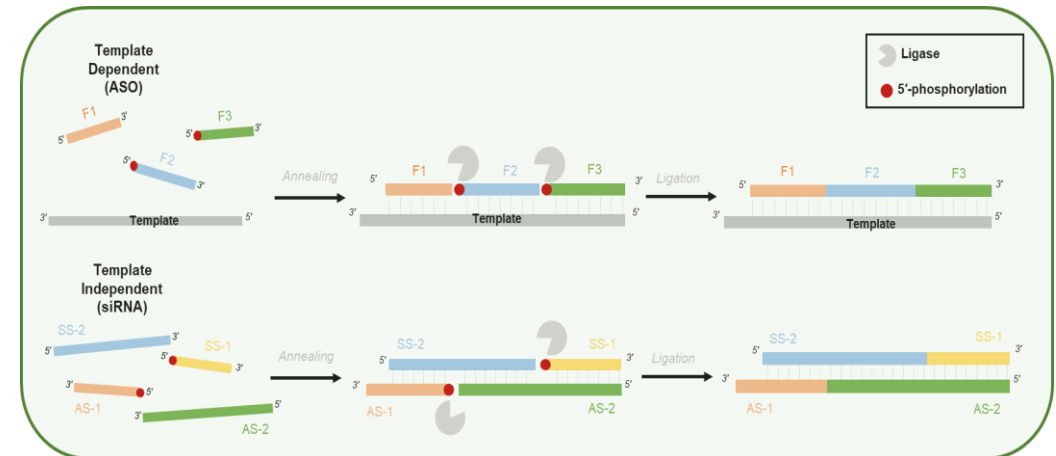 Template
Dependent
(ASO)
Ligase
5'-phosphorylation
F1
3'
5'
F3
3'
5'
5'
F2
3'
3'
Template
5'
Annealing
5'
F1
F2
F3
3'
3'
Template
5'
Ligation
5'
F1
F2
F3
3'
3'
Template
5'
Template
Independent
(siRNA)
SS-2
3'
5'
SS-1
5'
3'
3'
5'
AS-1
3'
5'
AS-2
Annealing
SS-2
SS-1
5'
3'
3'
5'
AS-1
AS-2
Ligation
SS-2
SS-1
5'
3'
3'
5'
AS-1
AS-2